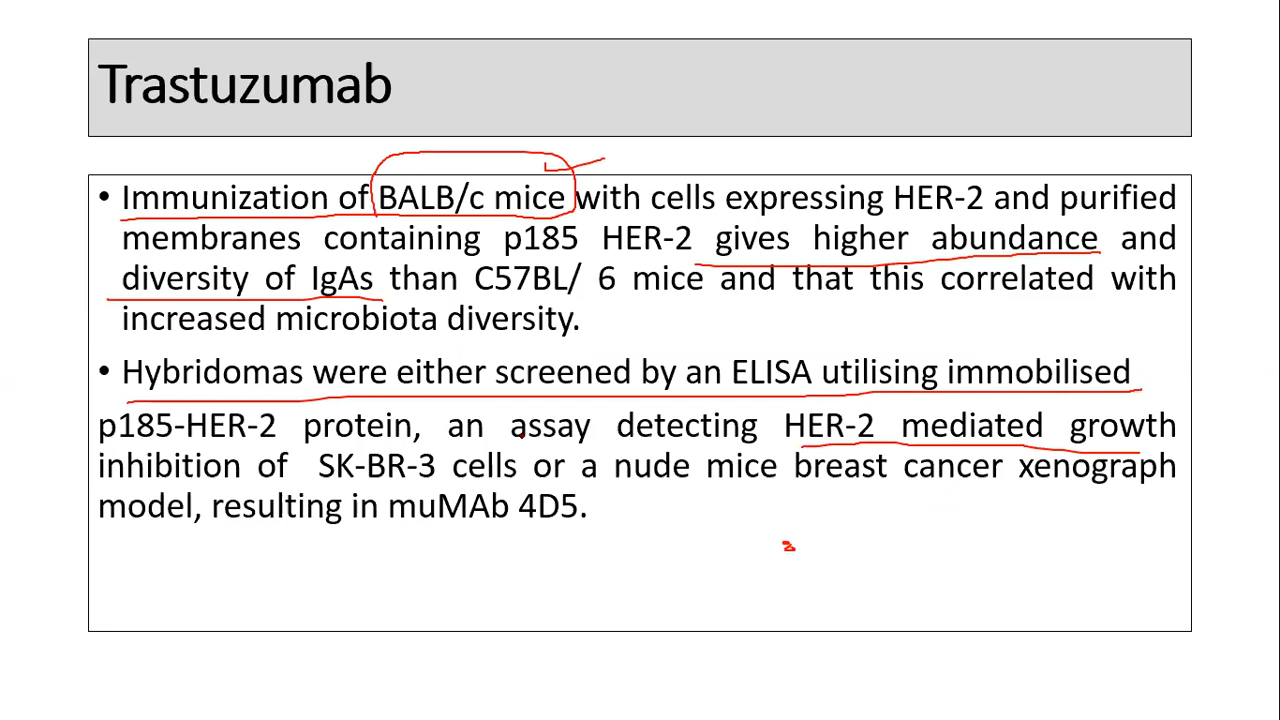 Trastuzumab
• Immunization of BALB/c mice with cells expressing HER-2 and purified
membranes containing p185 HER-2 gives higher abundance and
diversity of IgAs than C57BL/ 6 mice and that this correlated with
increased microbiota diversity.
• Hybridomas were either screened by an ELISA utilising immobilised
p185-HER-2 protein, an assay detecting HER-2 mediated growth
inhibition of SK-BR-3 cells or a nude mice breast cancer xenograph
model, resulting in muMAb 4D5.